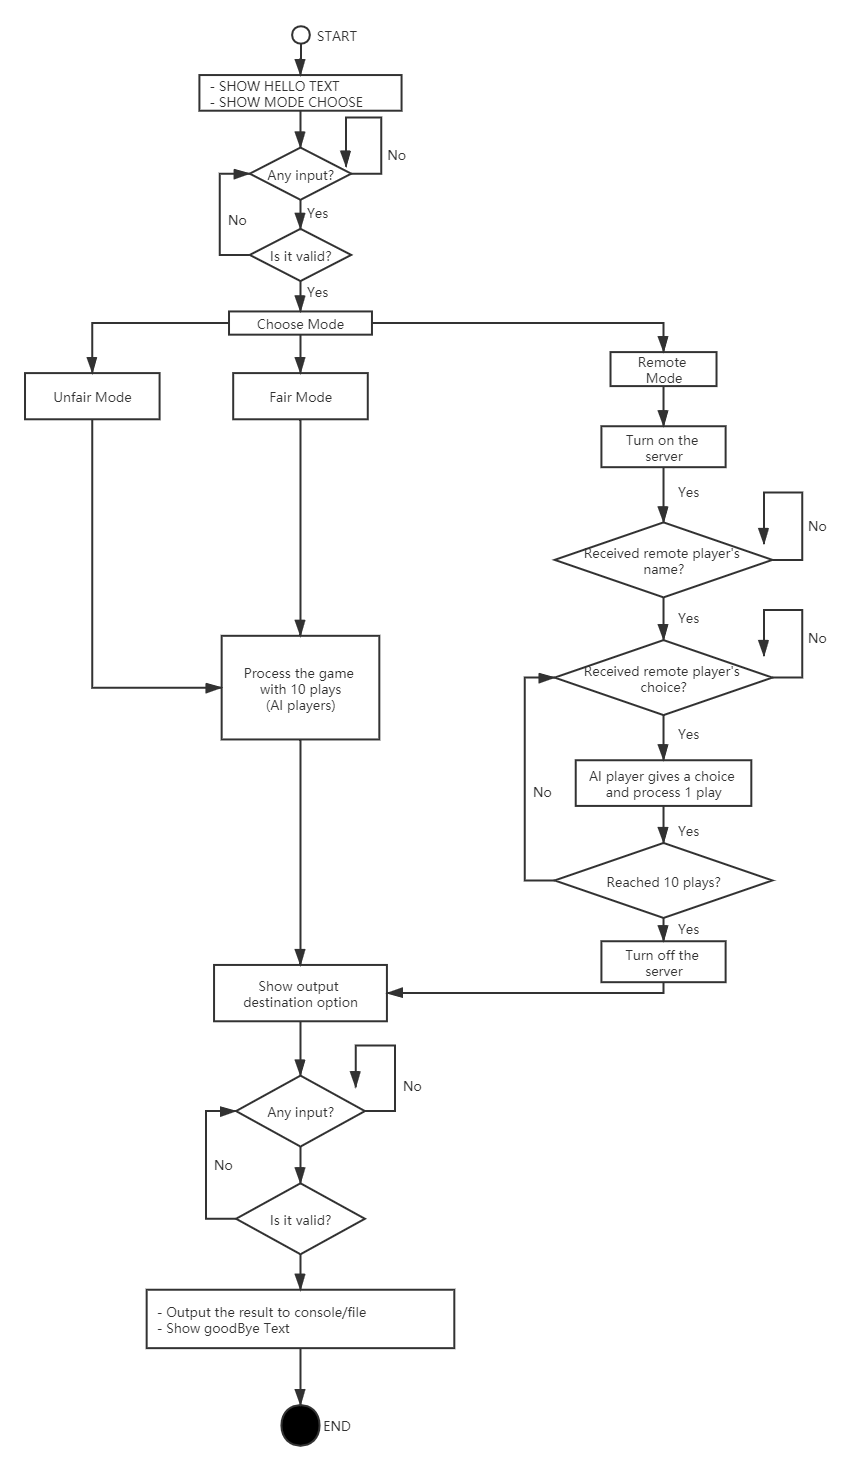 START
- SHOW HELLO TEXT
- SHOW MODE CHOOSE
No
Any input?
Yes
No
Is it valid?
Yes
Choose Mode
Remote
Mode
Unfair Mode
Fair Mode
Turn on the
server
Yes
No
Received remote player's
name?
Yes
No
Received remote player's
choice?
Process the game
with 10 plays
(AI players)
Yes
AI player gives a choice
and process 1 play
No
Yes
Reached 10 plays?
Yes
Turn off the
server
Show output
destination option
No
Any input?
No
Is it valid?
- Output the result to console/file
- Show goodBye Text
END